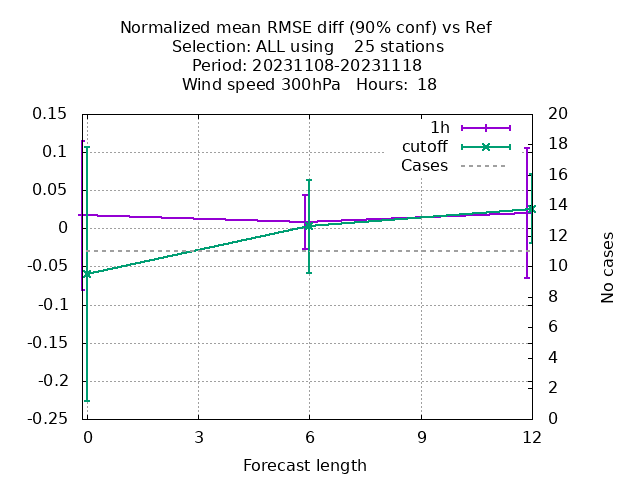 Normalized mean RMSE diff (90% conf) vs Ref
Selection: ALL using    25 stations
Period: 20231108-20231118
Wind speed 300hPa   Hours:  18
1h
cutoff
Cases
0.15
0.1
0.05
0
-0.05
-0.1
-0.15
-0.2
-0.25
20
18
16
14
12
10
8
6
4
2
0
No cases
0
3
6
9
12
Forecast length